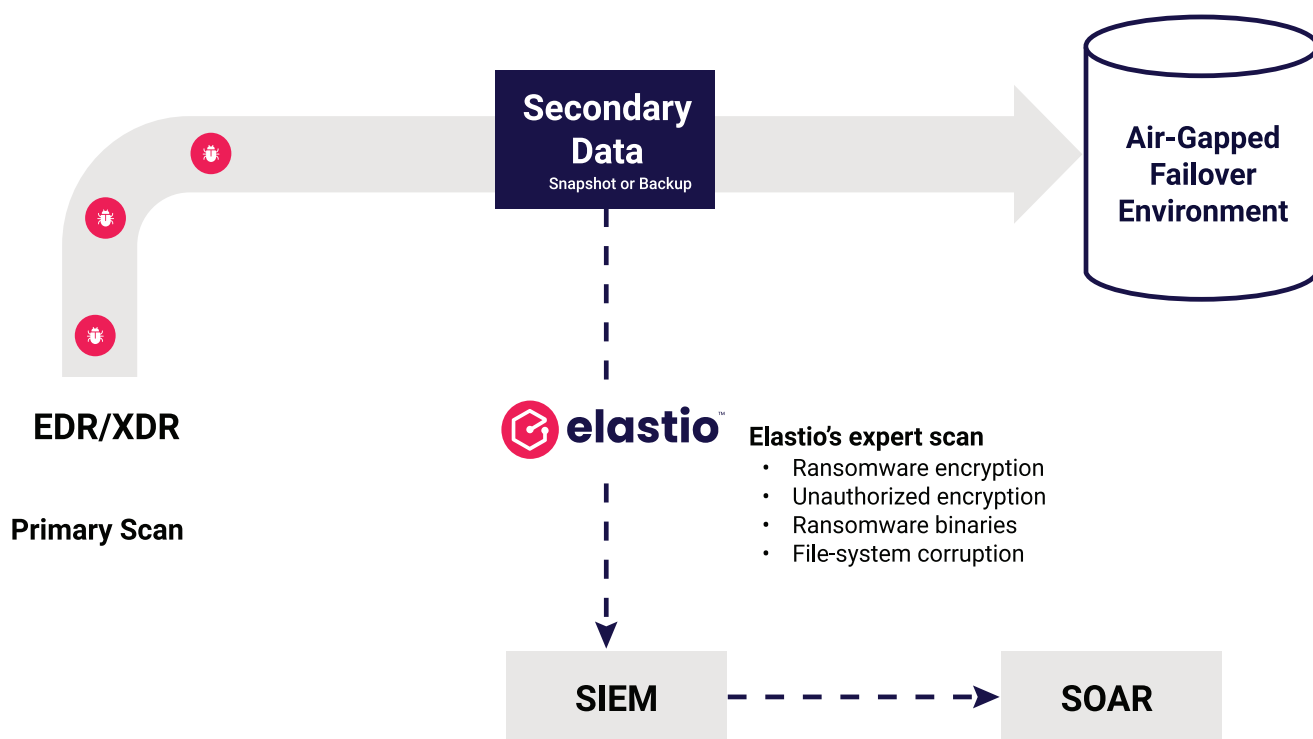 Secondary
Data
Snapshot or Backup
Air-Gapped
Failover
Environment
EDR/XDR
Primary Scan
elastio™
Elastio’s expert scan
• Ransomware encryption
• Unauthorized encryption
• Ransomware binaries
• File-system corruption
SIEM
SOAR